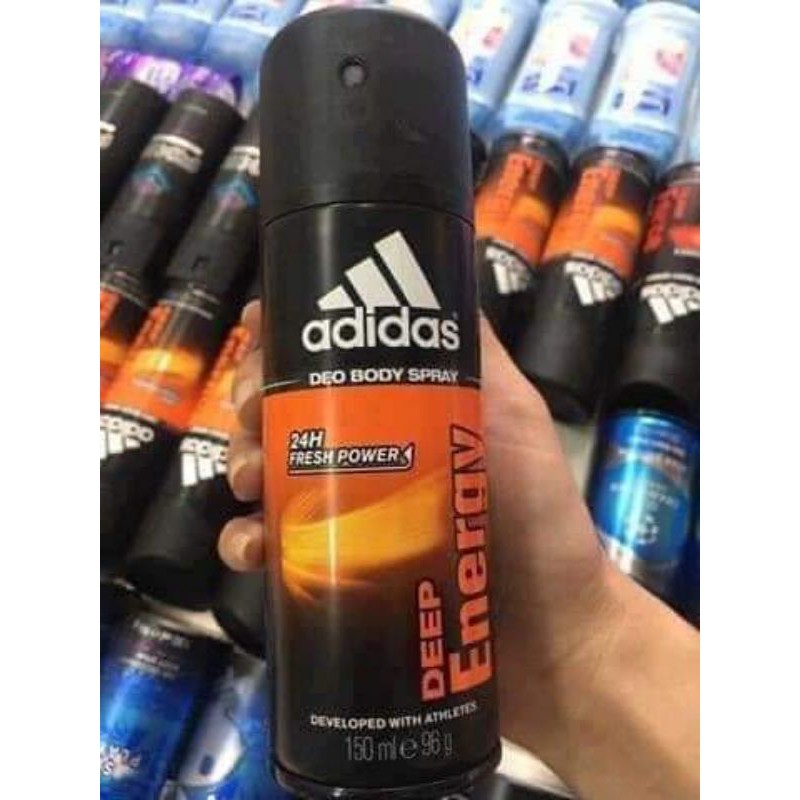 adidas
DEO BODY SPRAY
24H
FRESH POWER
DEEP
Energy
DEVELOPED WITH ATHLETES
150 ml e 96 g